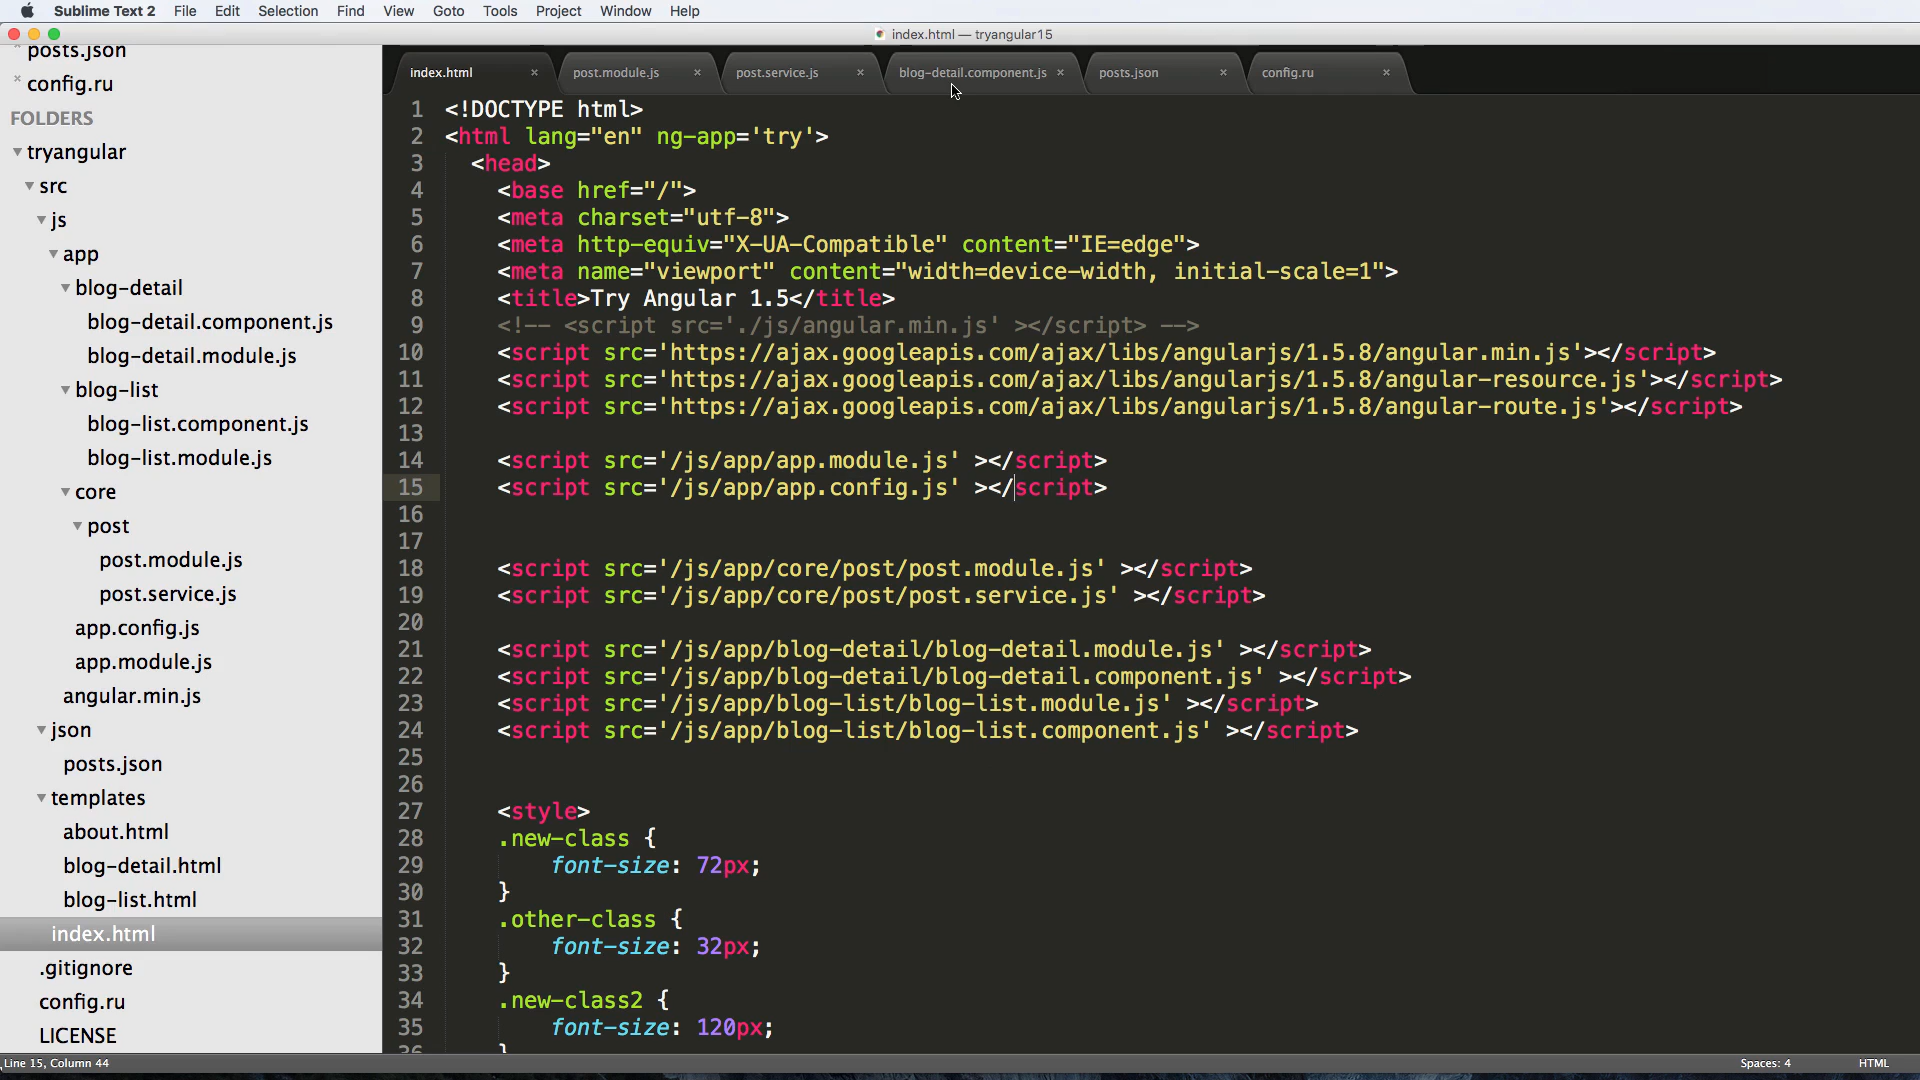 Sublime Text 2 File Edit Selection Find View Goto Tools Project Window Help
index.html — tryangular15
posts.json
config.ru
FOLDERS
tryangular
src
js
app
blog-detail
blog-detail.component.js
blog-detail.module.js
blog-list
blog-list.component.js
blog-list.module.js
core
post
post.module.js
post.service.js
app.config.js
app.module.js
angular.min.js
json
posts.json
templates
about.html
blog-detail.html
blog-list.html
index.html
.gitignore
config.ru
LICENSE
index.html × post.module.js × post.service.js × blog-detail.component.js × posts.json × config.ru ×
1 <!DOCTYPE html>
2 <html lang="en" ng-app='try'>
3 <head>
4 <base href="/">
5 <meta charset="utf-8">
6 <meta http-equiv="X-UA-Compatible" content="IE=edge">
7 <meta name="viewport" content="width=device-width, initial-scale=1">
8 <title>Try Angular 1.5</title>
9 <!-- <script src='./js/angular.min.js' ></script> -->
10 <script src='https://ajax.googleapis.com/ajax/libs/angularjs/1.5.8/angular.min.js'></script>
11 <script src='https://ajax.googleapis.com/ajax/libs/angularjs/1.5.8/angular-resource.js'></script>
12 <script src='https://ajax.googleapis.com/ajax/libs/angularjs/1.5.8/angular-route.js'></script>
13
14 <script src='/js/app/app.module.js' ></script>
15 <script src='/js/app/app.config.js' ></script>
16
17
18 <script src='/js/app/core/post/post.module.js' ></script>
19 <script src='/js/app/core/post/post.service.js' ></script>
20
21 <script src='/js/app/blog-detail/blog-detail.module.js' ></script>
22 <script src='/js/app/blog-detail/blog-detail.component.js' ></script>
23 <script src='/js/app/blog-list/blog-list.module.js' ></script>
24 <script src='/js/app/blog-list/blog-list.component.js' ></script>
25
26
27 <style>
28 .new-class {
29 font-size: 72px;
30 }
31 .other-class {
32 font-size: 32px;
33 }
34 .new-class2 {
35 font-size: 120px;
36 }
Line 15, Column 44
Spaces: 4 HTML